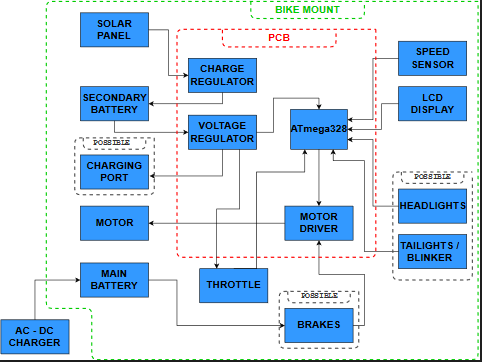 BIKE MOUNT
SOLAR
PANEL
PCB
SPEED
SENSOR
CHARGE
REGULATOR
SECONDARY
BATTERY
LCD
DISPLAY
VOLTAGE
REGULATOR
ATmega328
POSSIBLE
CHARGING
PORT
POSSIBLE
HEADLIGHTS
MOTOR
MOTOR
DRIVER
TAILIGHTS /
BLINKER
MAIN
BATTERY
THROTTLE
POSSIBLE
BRAKES
AC - DC
CHARGER